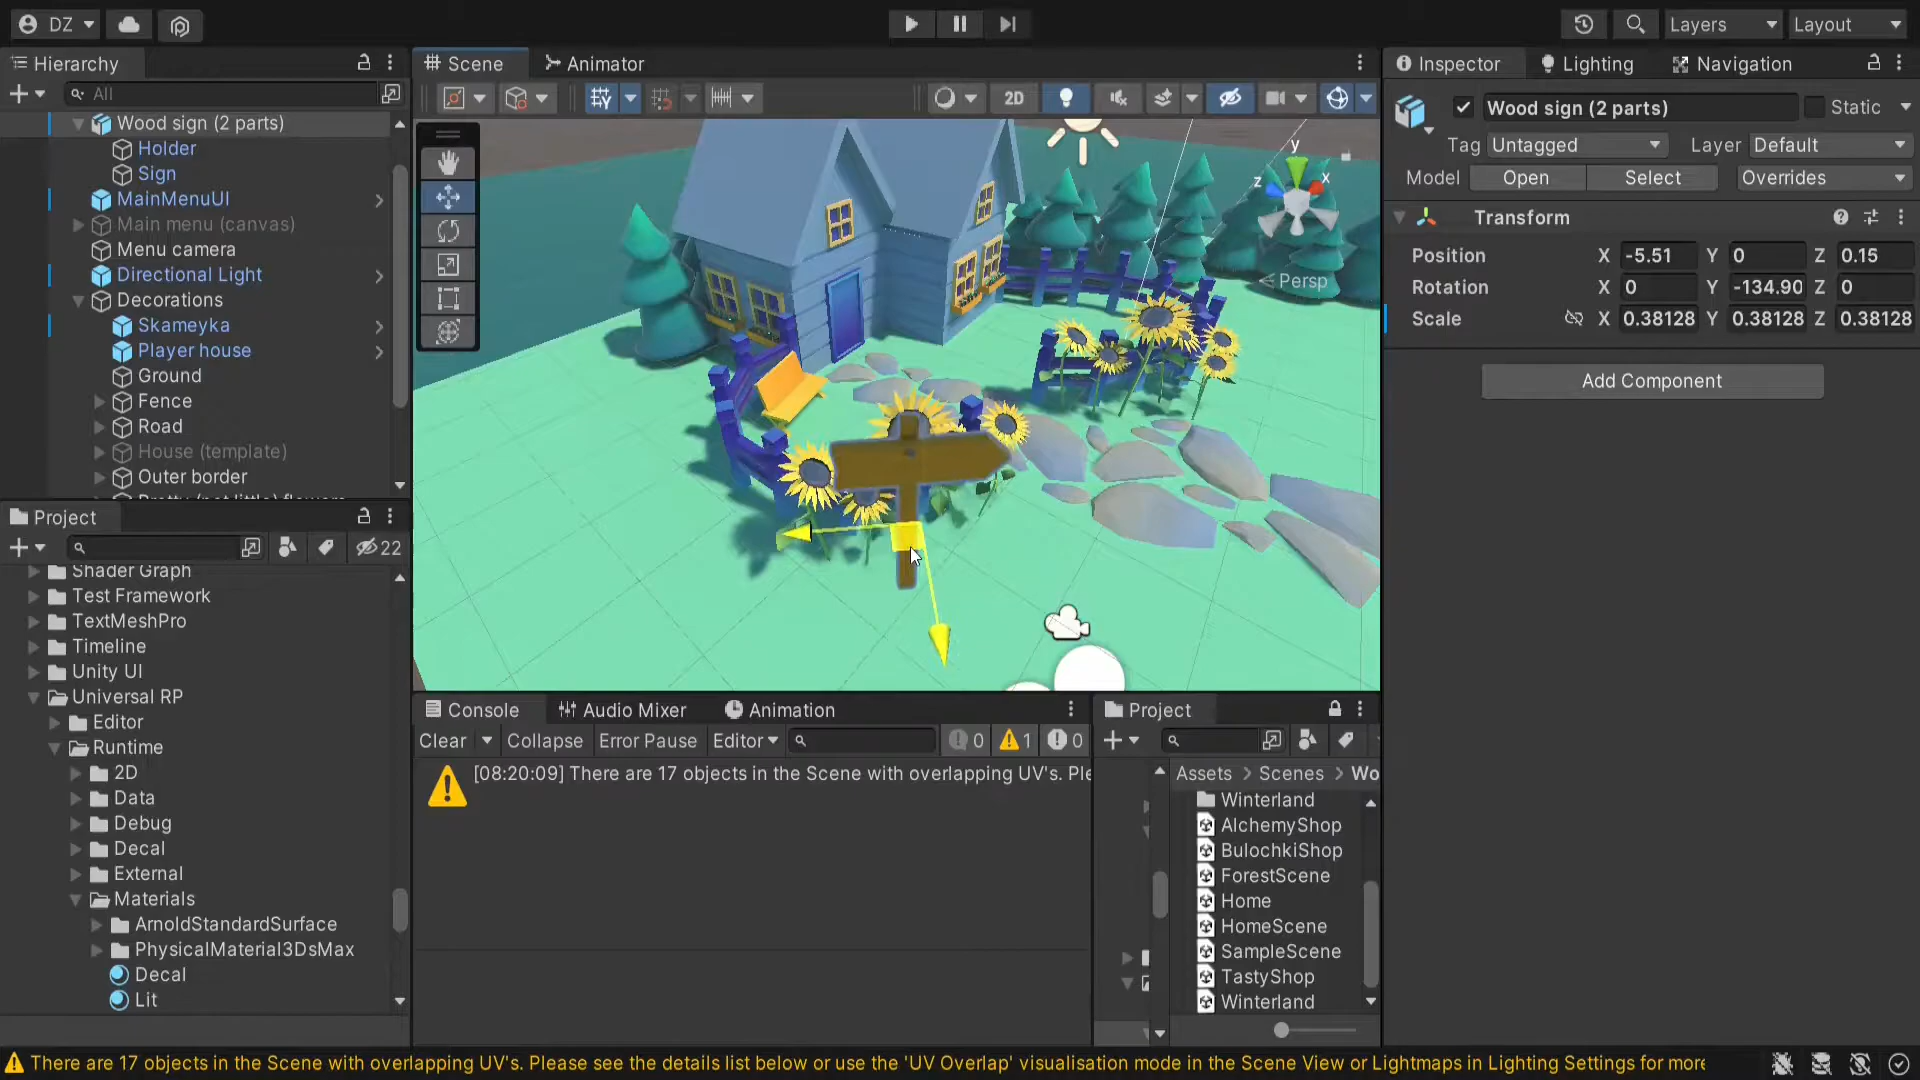 DZ
Layers
Layout
Hierarchy
All
Wood sign (2 parts)
Holder
Sign
MainMenuUI
Main menu (canvas)
Menu camera
Directional Light
Decorations
Skameyka
Player house
Ground
Fence
Road
House (template)
Outer border
Scene
Animator
2D
y
x
z
Persp
Inspector
Lighting
Navigation
Wood sign (2 parts)
Static
Tag Untagged
Layer Default
Model Open Select Overrides
Transform
Position X -5.51 Y 0 Z 0.15
Rotation X 0 Y -134.90 Z 0
Scale X 0.38128 Y 0.38128 Z 0.38128
Add Component
Project
22
Shader Graph
Test Framework
TextMeshPro
Timeline
Unity UI
Universal RP
Editor
Runtime
2D
Data
Debug
Decal
External
Materials
ArnoldStandardSurface
PhysicalMaterial3DsMax
Decal
Lit
Console
Audio Mixer
Animation
Clear
Collapse
Error Pause
Editor
0
1
0
[08:20:09] There are 17 objects in the Scene with overlapping UV's. Ple
Project
Assets > Scenes > Wo
Winterland
AlchemyShop
BulochkiShop
ForestScene
Home
HomeScene
SampleScene
TastyShop
Winterland
There are 17 objects in the Scene with overlapping UV's. Please see the details list below or use the 'UV Overlap' visualisation mode in the Scene View or Lightmaps in Lighting Settings for more